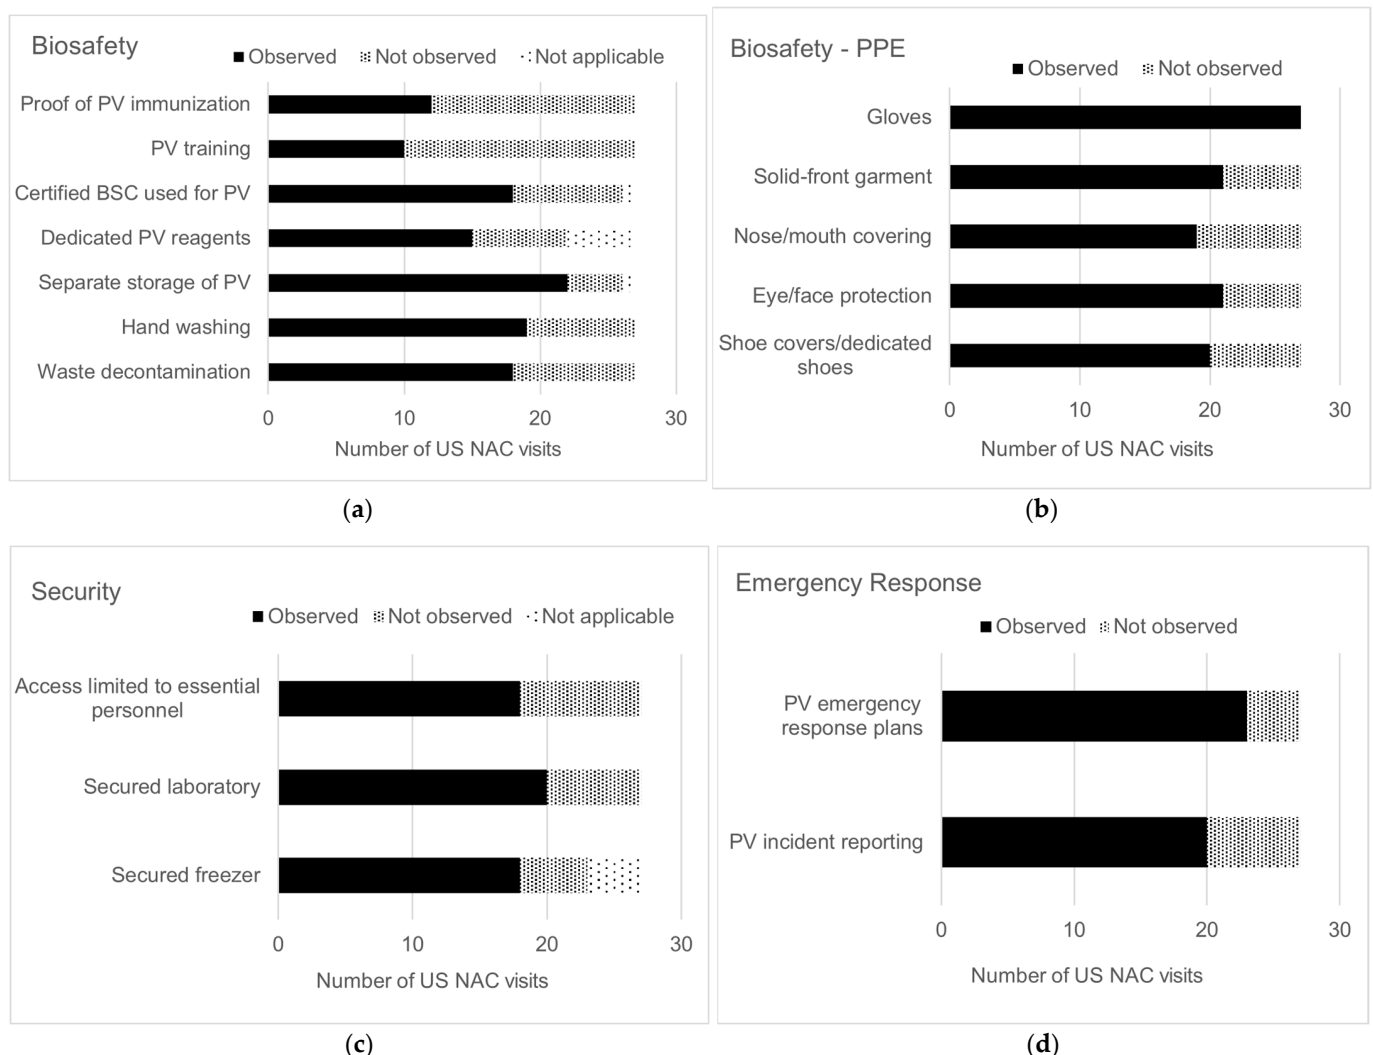 Biosafety
Observed Not observed Not applicable
Proof of PV immunization
PV training
Certified BSC used for PV
Dedicated PV reagents
Separate storage of PV
Hand washing
Waste decontamination
0 10 20 30
Number of US NAC visits
(a)
Biosafety - PPE
Observed Not observed
Gloves
Solid-front garment
Nose/mouth covering
Eye/face protection
Shoe covers/dedicated
shoes
0 10 20 30
Number of US NAC visits
(b)
Security
Observed Not observed Not applicable
Access limited to essential
personnel
Secured laboratory
Secured freezer
0 10 20 30
Number of US NAC visits
(c)
Emergency Response
Observed Not observed
PV emergency
response plans
PV incident reporting
0 10 20 30
Number of US NAC visits
(d)